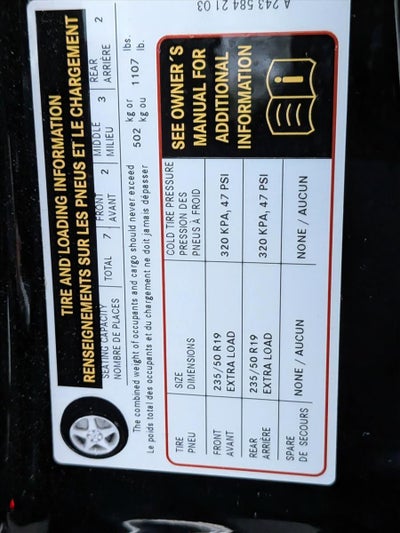 A 243 584 21 03
TIRE AND LOADING INFORMATION
RENSEIGNEMENTS SUR LES PNEUS ET LE CHARGEMENT
SEATING CAPACITY
NOMBRE DE PLACES
TOTAL 7
FRONT
AVANT 2
MIDDLE
MILIEU 3
REAR
ARRIÈRE 2
The combined weight of occupants and cargo should never exceed 502 kg or 1107 lbs.
Le poids total des occupants et du chargement ne doit jamais dépasser kg ou lb.
TIRE
PNEU
SIZE
DIMENSIONS
COLD TIRE PRESSURE
PRESSION DES
PNEUS À FROID
SEE OWNER´S
MANUAL FOR
ADDITIONAL
INFORMATION
FRONT
AVANT
235/50 R19
EXTRA LOAD
320 KPA, 47 PSI
REAR
ARRIÈRE
235/50 R19
EXTRA LOAD
320 KPA, 47 PSI
SPARE
DE SECOURS
NONE / AUCUN
NONE / AUCUN